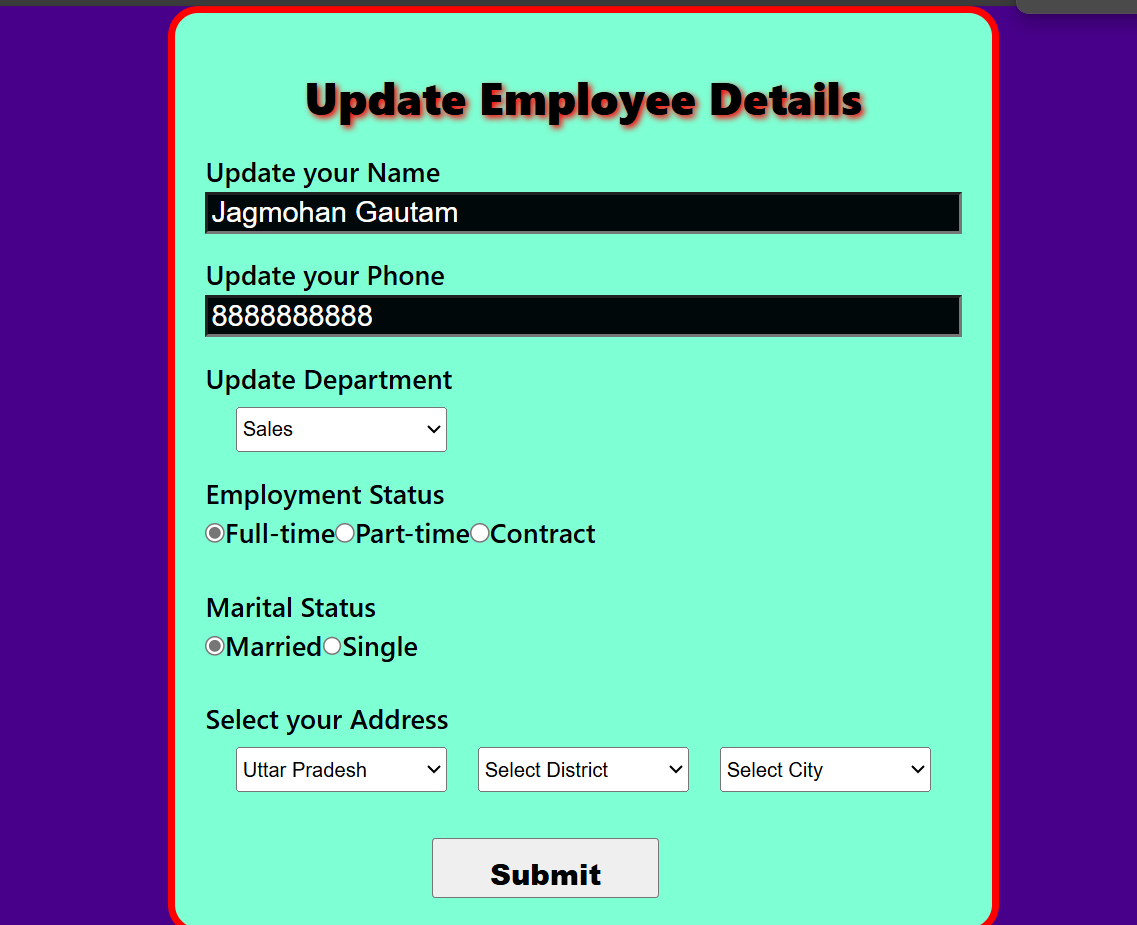 Update Employee Details
Update your Name
Jagmohan Gautam
Update your Phone
8888888888
Update Department
Sales
Employment Status
Full-time Part-time Contract
Marital Status
Married Single
Select your Address
Uttar Pradesh Select District Select City
Submit